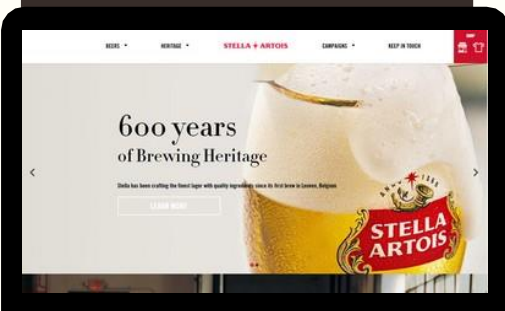 SHOP
BEERS
HERITAGE
STELLA ARTOIS
CAMPAIGNS
KEEP IN TOUCH
600 years
of Brewing Heritage
Stella has been crafting the finest lager with quality ingredients since its first brew in Leuven, Belgium
LEARN MORE
STELLA
ARTOIS